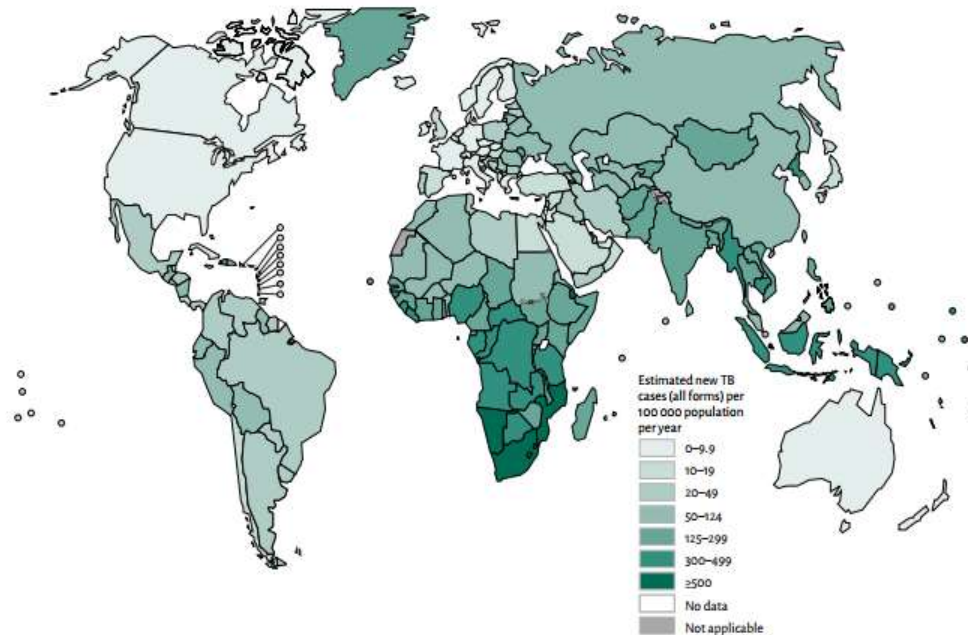 Estimated new TB
cases (all forms) per
100 000 population
per year
0–9.9
10–19
20–49
50–124
125–299
300–499
≥500
No data
Not applicable